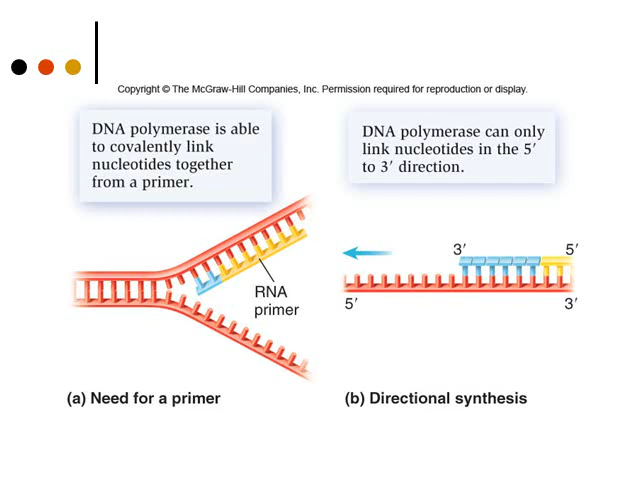 Copyright © The McGraw-Hill Companies, Inc. Permission required for reproduction or display.
DNA polymerase is able
to covalently link
nucleotides together
from a primer.
RNA
primer
(a) Need for a primer
DNA polymerase can only
link nucleotides in the 5′
to 3′ direction.
3′ 5′
5′ 3′
(b) Directional synthesis